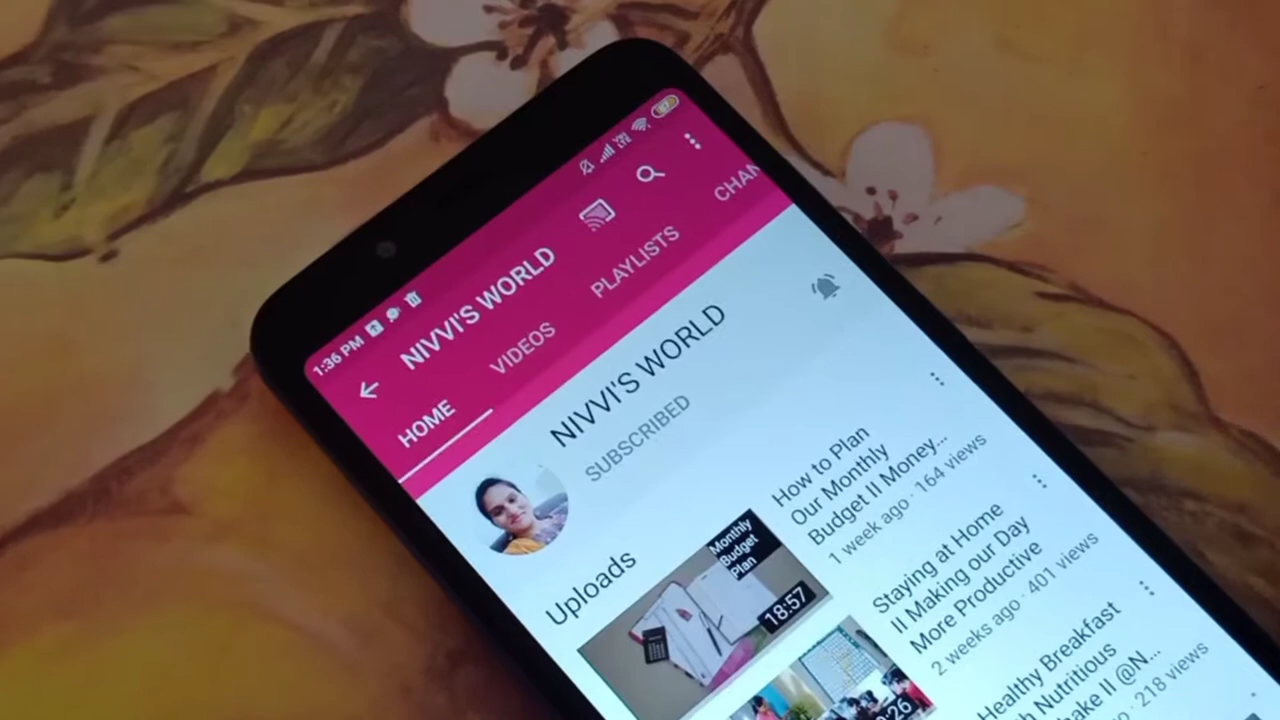 1:36 PM
NIVVI'S WORLD
HOME
VIDEOS
PLAYLISTS
CHAN
NIVVI'S WORLD
SUBSCRIBED
Uploads
Monthly
Budget
Plan
18:57
How to Plan
Our Monthly
Budget II Money...
1 week ago · 164 views
Staying at Home
II Making our Day
More Productive
2 weeks ago · 401 views
Healthy Breakfast
Nutritious
II @N...
218 views